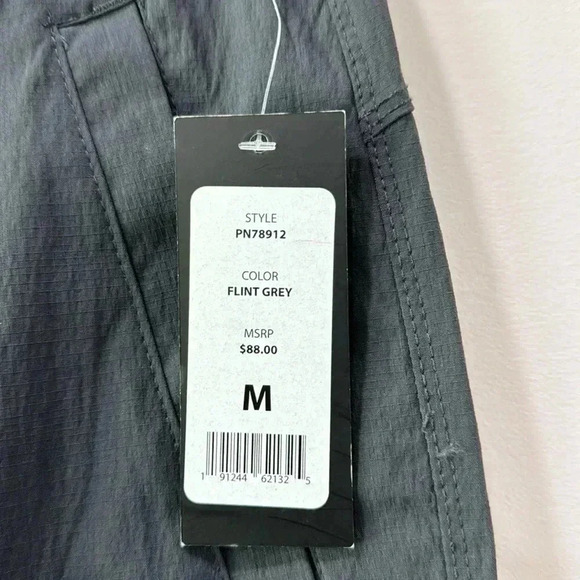 STYLE
PN78912
COLOR
FLINT GREY
MSRP
$88.00
M
1 91244 62132 5